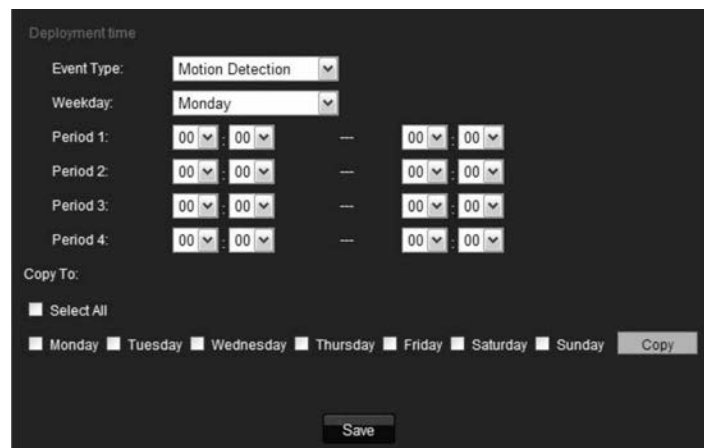 Deployment time
Event Type: Motion Detection
Weekday: Monday
Period 1: 00 : 00 --- 00 : 00
Period 2: 00 : 00 --- 00 : 00
Period 3: 00 : 00 --- 00 : 00
Period 4: 00 : 00 --- 00 : 00
Copy To:
Select All
Monday Tuesday Wednesday Thursday Friday Saturday Sunday Copy
Save